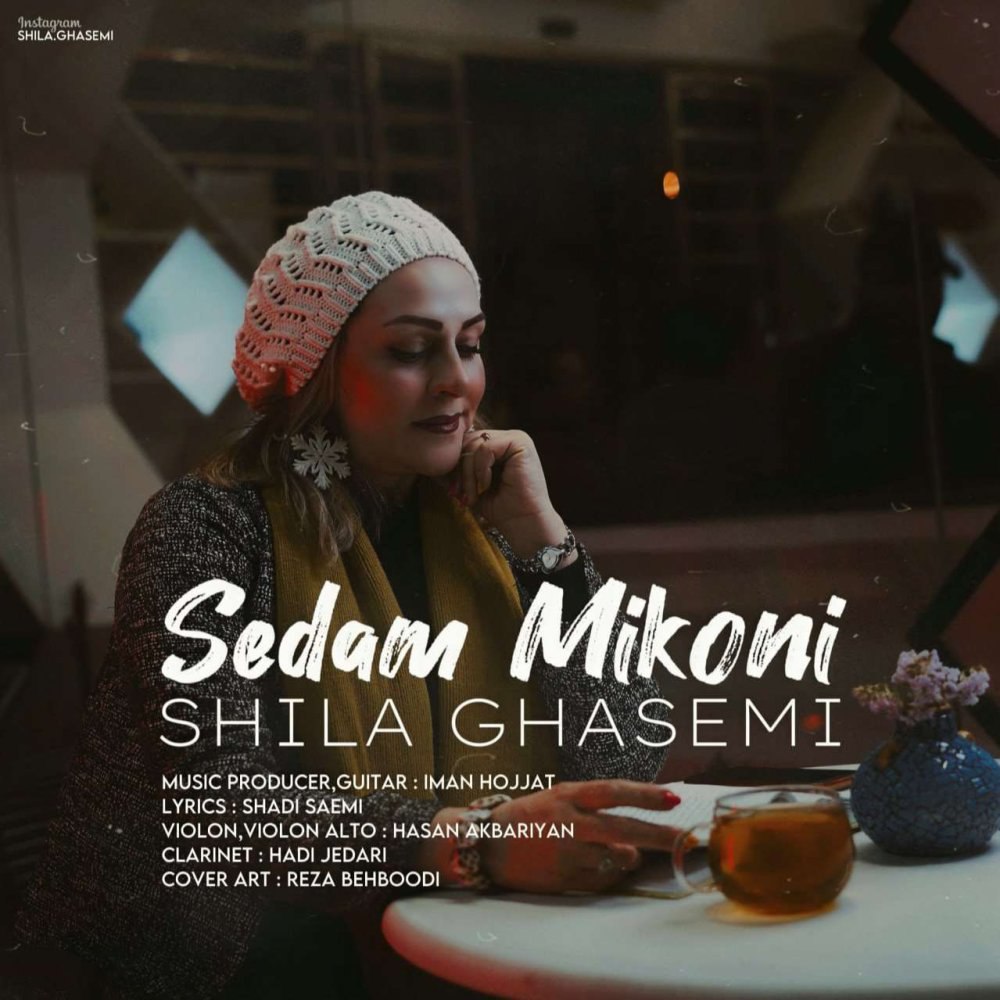 Instagram
SHILA.GHASEMI
Sedam Mikoni
SHILA GHASEMI
MUSIC PRODUCER,GUITAR : IMAN HOJJAT
LYRICS : SHADI SAEMI
VIOLON,VIOLON ALTO : HASAN AKBARIYAN
CLARINET : HADI JEDARI
COVER ART : REZA BEHBOODI